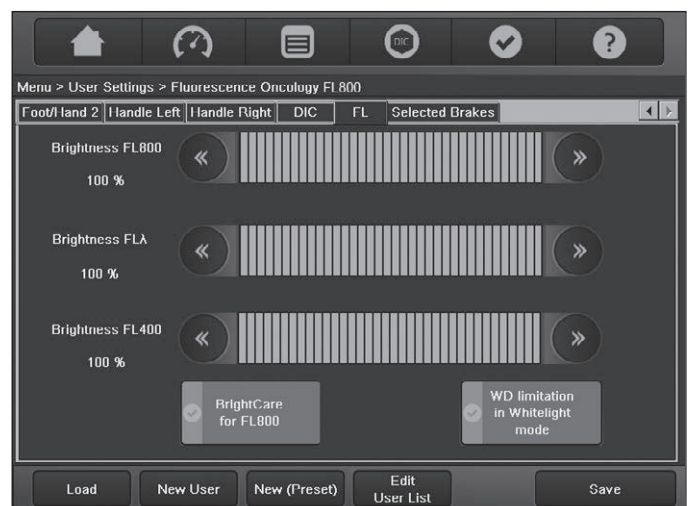 DIC
?
Menu > User Settings > Fluorescence Oncology FL800
Foot/Hand 2 Handle Left Handle Right DIC FL Selected Brakes
Brightness FL800
100 %
Brightness FLλ
100 %
Brightness FL400
100 %
BrightCare
for FL800
WD limitation
in Whitelight
mode
Load New User New (Preset) Edit
User List Save